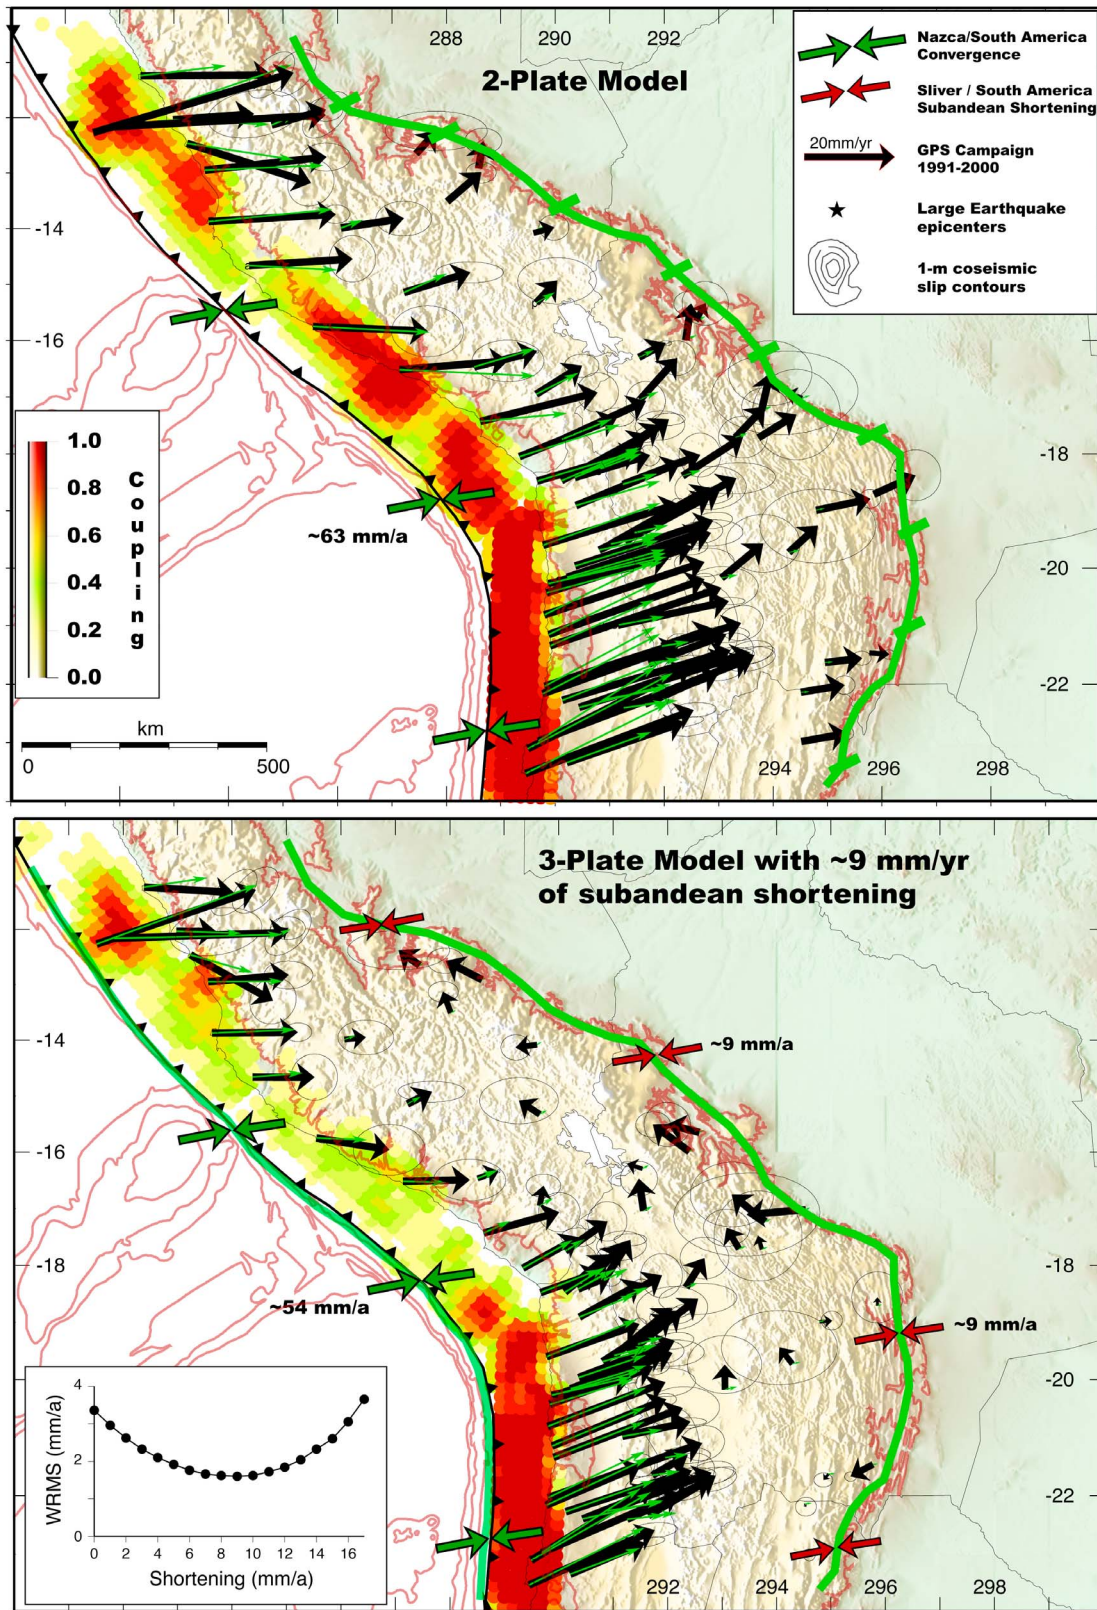 288
290
292
2-Plate Model
Nazca/South America
Convergence
Sliver / South America
Subandean Shortening
20mm/yr
GPS Campaign
1991-2000
Large Earthquake
epicenters
1-m coseismic
slip contours
-14
-16
1.0
0.8
0.6
0.4
0.2
0.0
Coupling
~63 mm/a
-18
-20
-22
km
0
500
294
296
298
3-Plate Model with ~9 mm/yr
of subandean shortening
-14
~9 mm/a
-16
-18
~54 mm/a
~9 mm/a
-20
-22
4
2
0
WRMS (mm/a)
0 2 4 6 8 10 12 14 16
Shortening (mm/a)
292
294
296
298